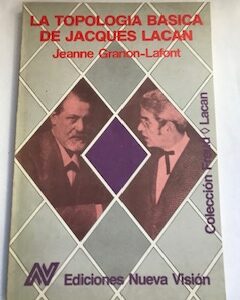 LA TOPOLOGIA BASICA
DE JACQUES LACAN
Jeanne Granon-Lafont
Colección Freud ◊ Lacan
Ediciones Nueva Visión